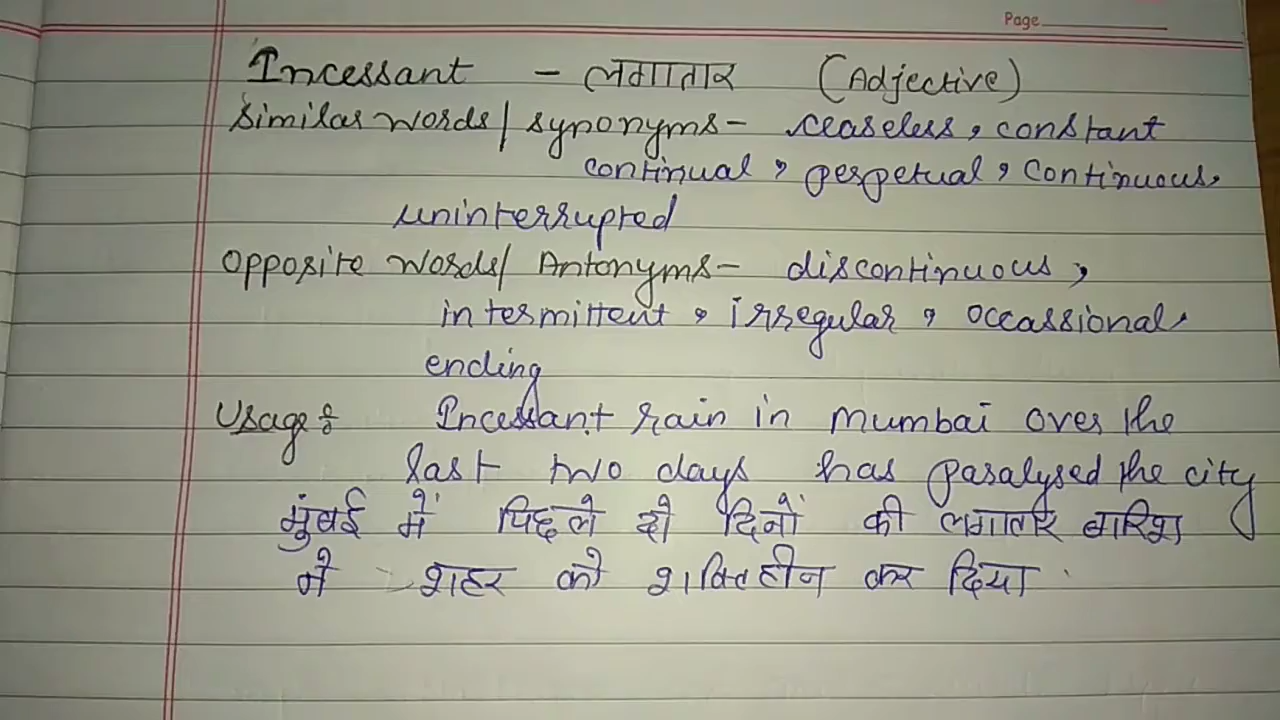 Page
Incessant - लगातार (Adjective)
Similar words/ synonyms- ceaseless, constant
continual, perpetual, continuous,
uninterrupted
Opposite words/ Antonyms- discontinuous,
intermittent, irregular, occassional,
ending
Usage: Incessant rain in Mumbai over the
last two days has paralysed the city
मुंबई में पिछले दो दिनों की लगातार बारिश
ने शहर को शक्तिहीन कर दिया